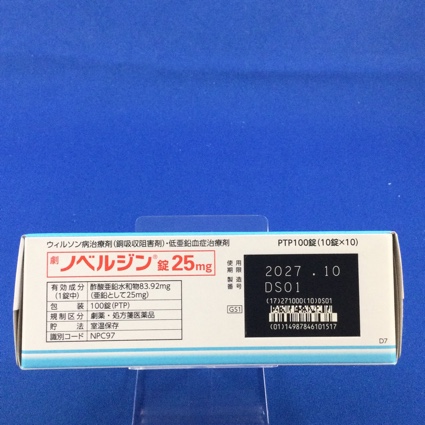 ウィルソン病治療剤(銅吸収阻害剤)・低亜鉛血症治療剤
PTP100錠(10錠×10)
劇 ノベルジン®錠25mg
有効成分(1錠中) 酢酸亜鉛水和物83.92mg(亜鉛として25mg)
包装 100錠(PTP)
規制区分 劇薬・処方箋医薬品
貯法 室温保存
識別コード NPC97
使用期限 2027.10
製造番号 DS01
(17)271000(10)DS01
GS1
(01)14987846101517
D7